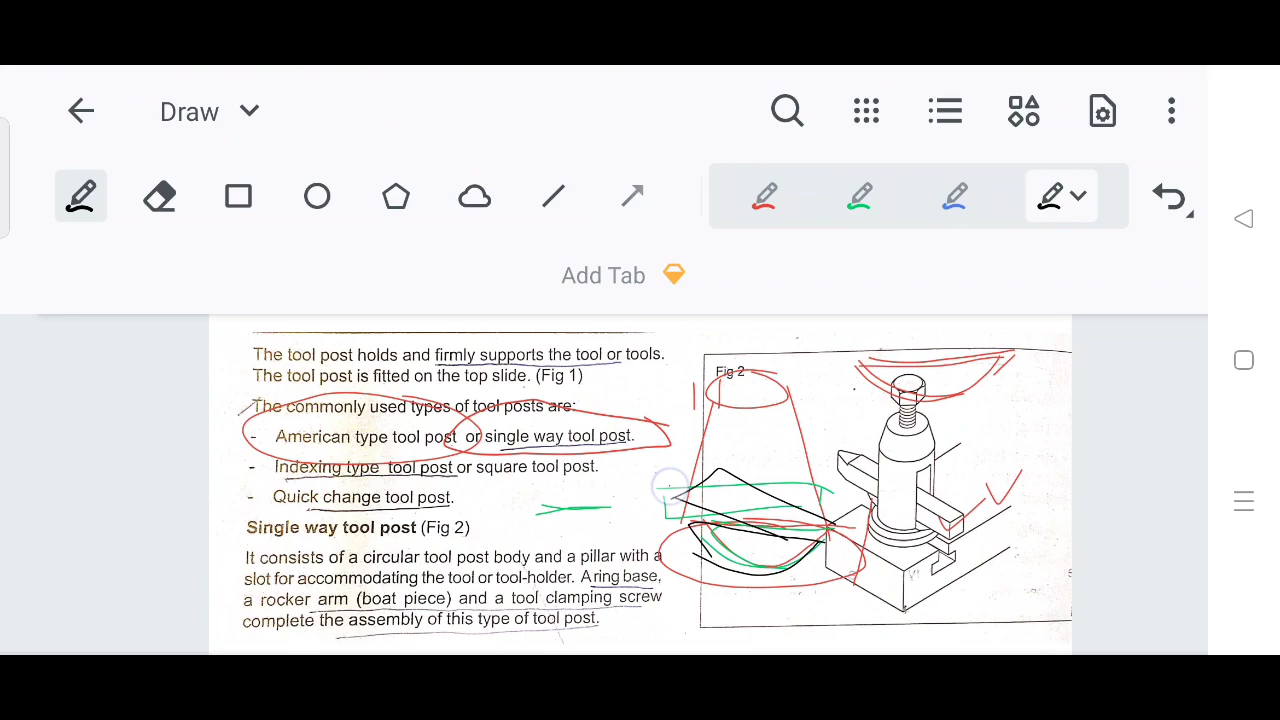 Draw
Add Tab
The tool post holds and firmly supports the tool or tools.
The tool post is fitted on the top slide. (Fig 1)
The commonly used types of tool posts are:
- American type tool post or single way tool post.
- Indexing type tool post or square tool post.
- Quick change tool post.
Single way tool post (Fig 2)
It consists of a circular tool post body and a pillar with a
slot for accommodating the tool or tool-holder. A ring base,
a rocker arm (boat piece) and a tool clamping screw
complete the assembly of this type of tool post.
Fig 2